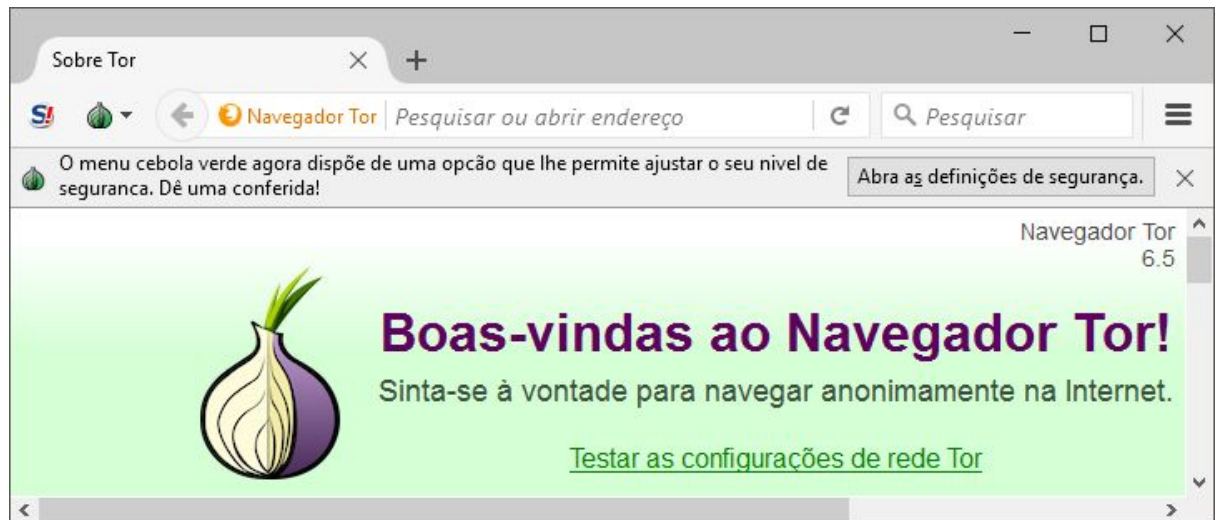 Sobre Tor
S!
Navegador Tor Pesquisar ou abrir endereço
Pesquisar
O menu cebola verde agora dispõe de uma opcão que lhe permite ajustar o seu nivel de
seguranca. Dê uma conferida!
Abra as definições de segurança.
Navegador Tor
6.5
Boas-vindas ao Navegador Tor!
Sinta-se à vontade para navegar anonimamente na Internet.
Testar as configurações de rede Tor